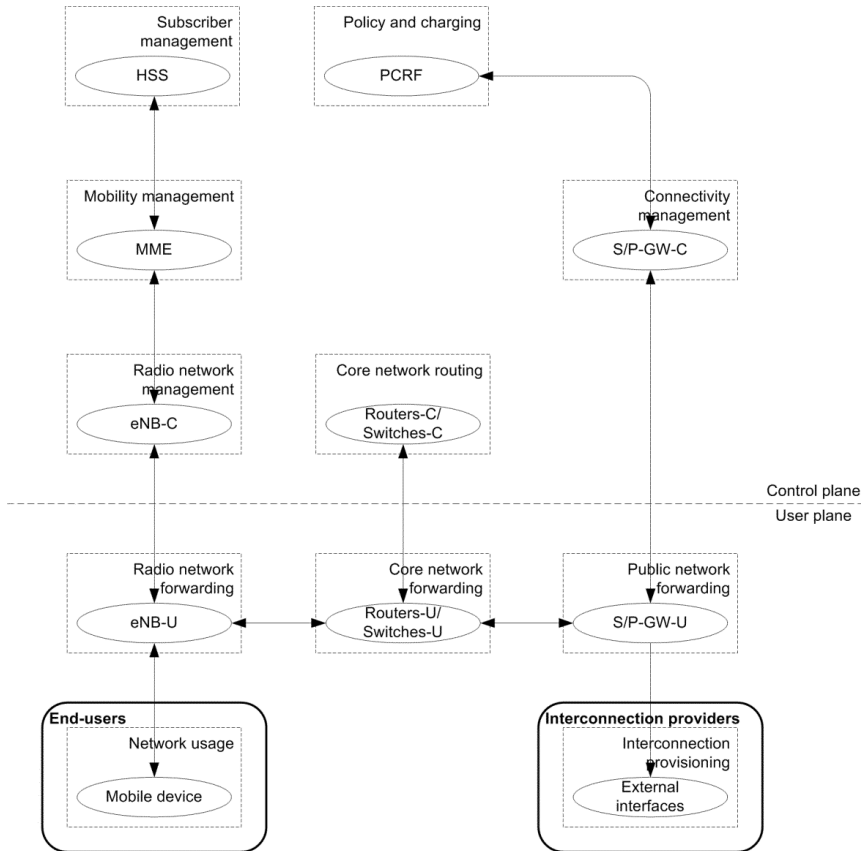 Subscriber
management
HSS
Policy and charging
PCRF
Mobility management
MME
Connectivity
management
S/P-GW-C
Radio network
management
eNB-C
Core network routing
Routers-C/
Switches-C
Control plane
User plane
Radio network
forwarding
eNB-U
Core network
forwarding
Routers-U/
Switches-U
Public network
forwarding
S/P-GW-U
End-users
Network usage
Mobile device
Interconnection providers
Interconnection
provisioning
External
interfaces